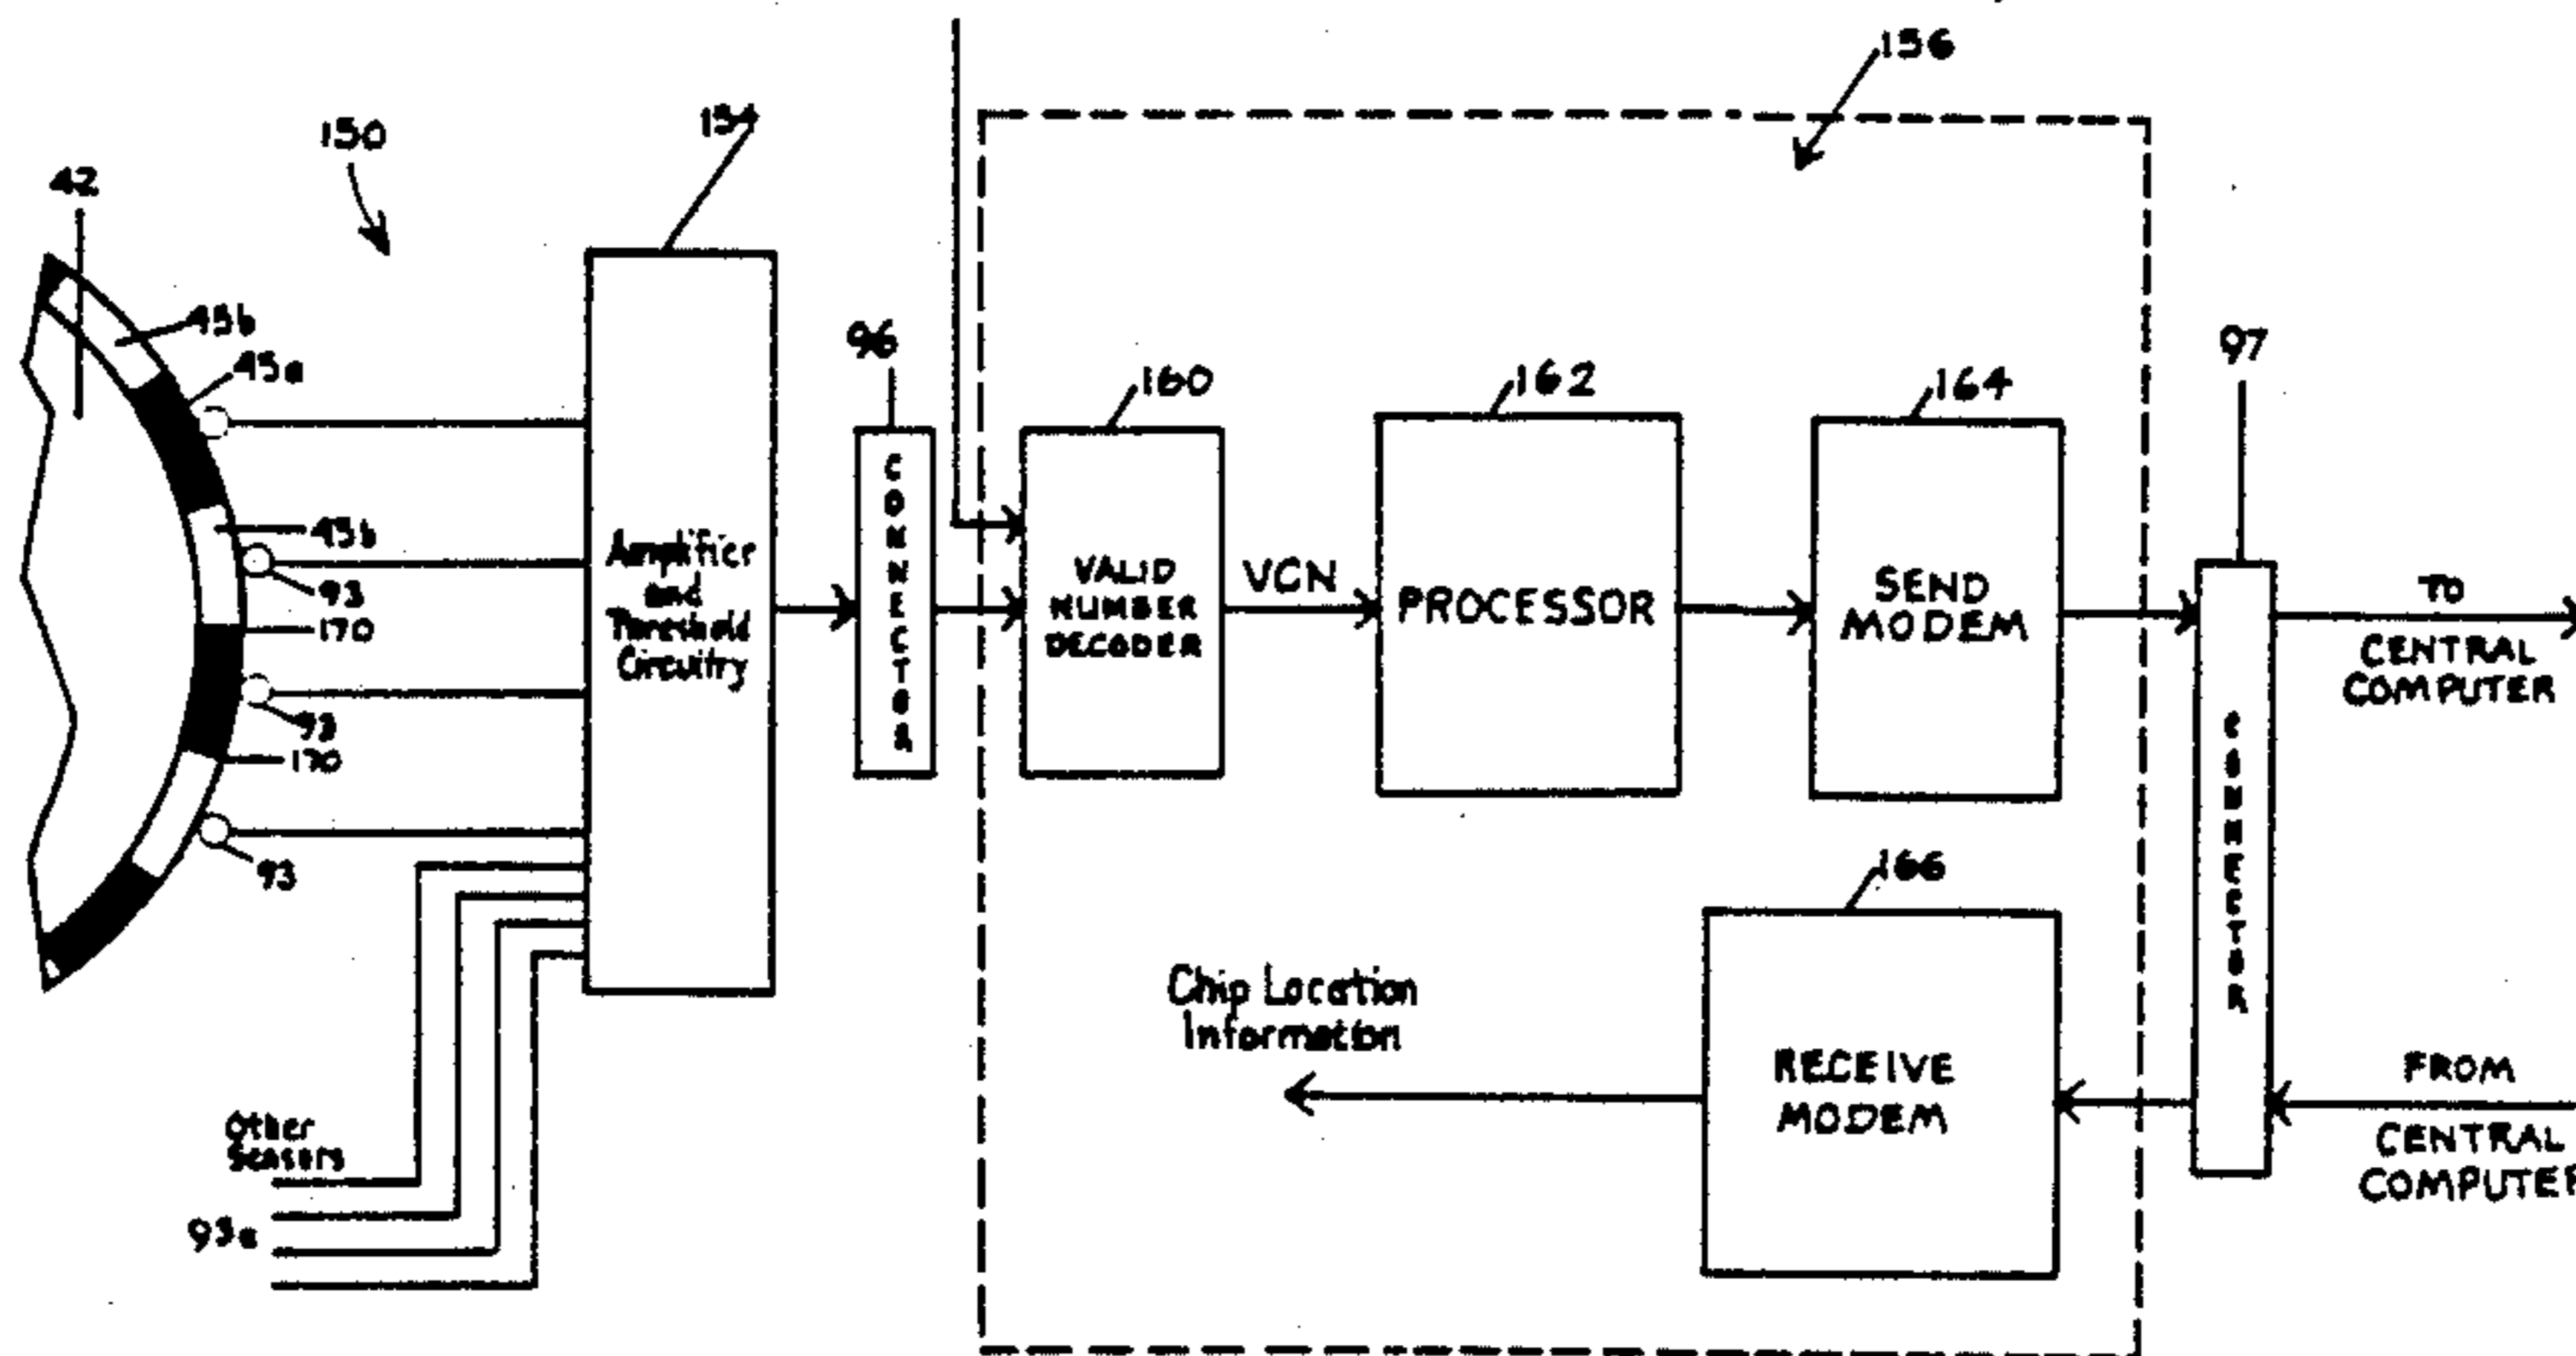 156
150
154
42
45b
45a
96
160
162
164
97
CONNECTOR
45b
Amplifier
and
Threshold
Circuitry
93
170
93
170
93
VALID
NUMBER
DECODER
VCN
PROCESSOR
SEND
MODEM
TO
CENTRAL
COMPUTER
CONNECTOR
166
Chip Location
Information
RECEIVE
MODEM
FROM
CENTRAL
COMPUTER
Other
Sensors
93a